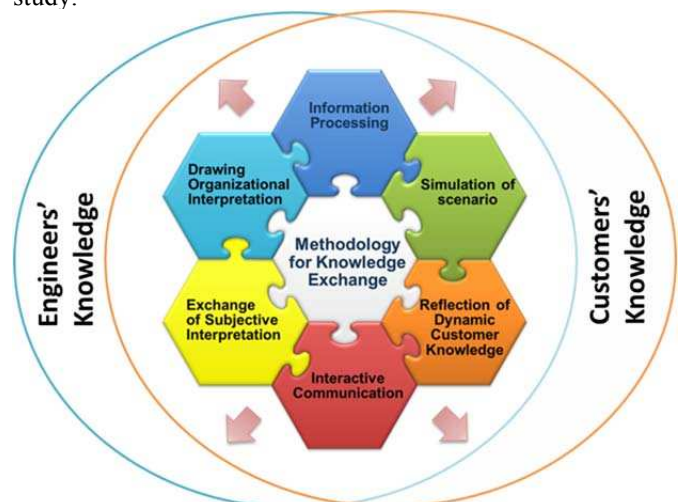 study.
Information
Processing
Drawing
Organizational
Interpretation
Simulation of
scenario
Engineers’
Knowledge
Methodology
for Knowledge
Exchange
Customers’
Knowledge
Exchange
of Subjective
Interpretation
Reflection of
Dynamic
Customer
Knowledge
Interactive
Communication